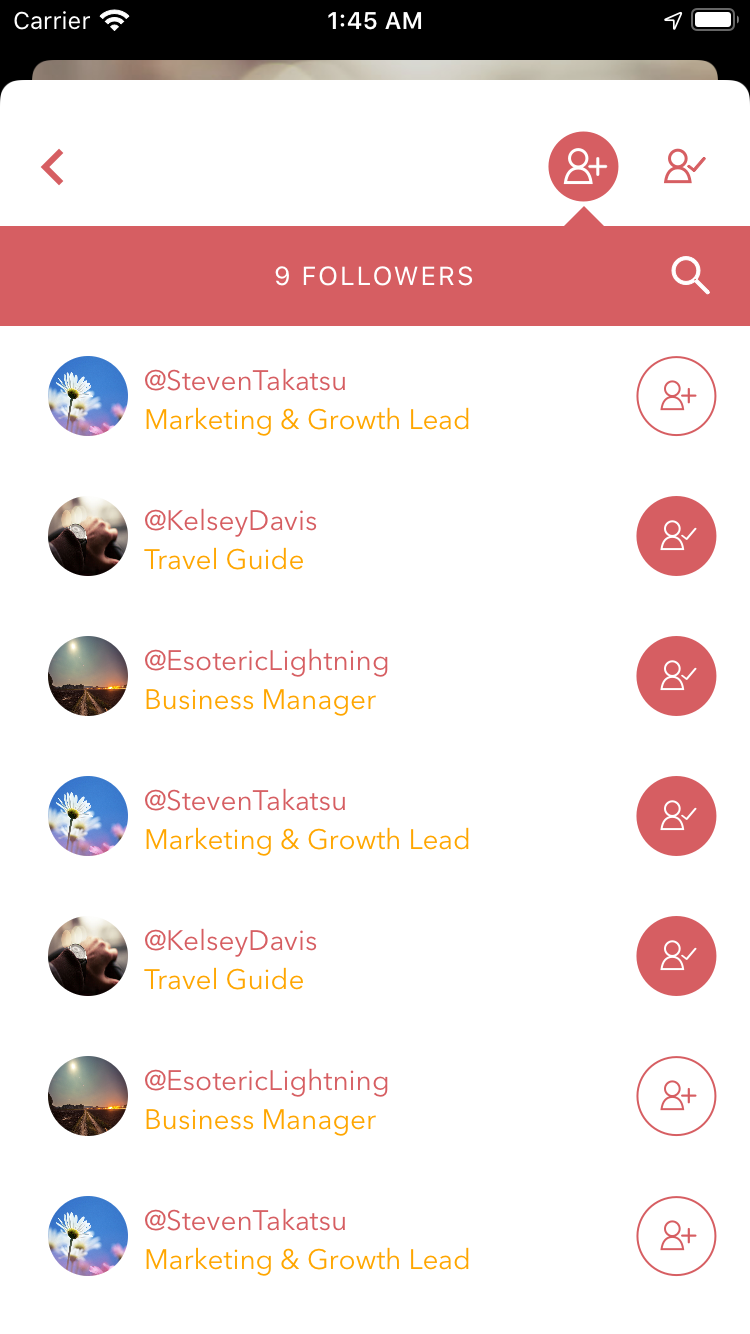 Carrier 1:45 AM
9 FOLLOWERS
@StevenTakatsu
Marketing & Growth Lead
@KelseyDavis
Travel Guide
@EsotericLightning
Business Manager
@StevenTakatsu
Marketing & Growth Lead
@KelseyDavis
Travel Guide
@EsotericLightning
Business Manager
@StevenTakatsu
Marketing & Growth Lead